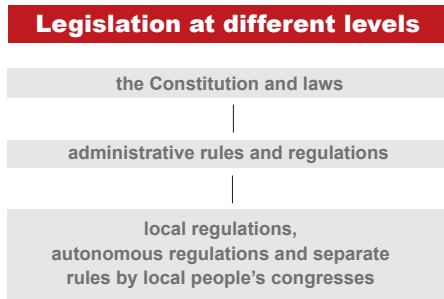 Legislation at different levels
the Constitution and laws
administrative rules and regulations
local regulations,
autonomous regulations and separate
rules by local people’s congresses